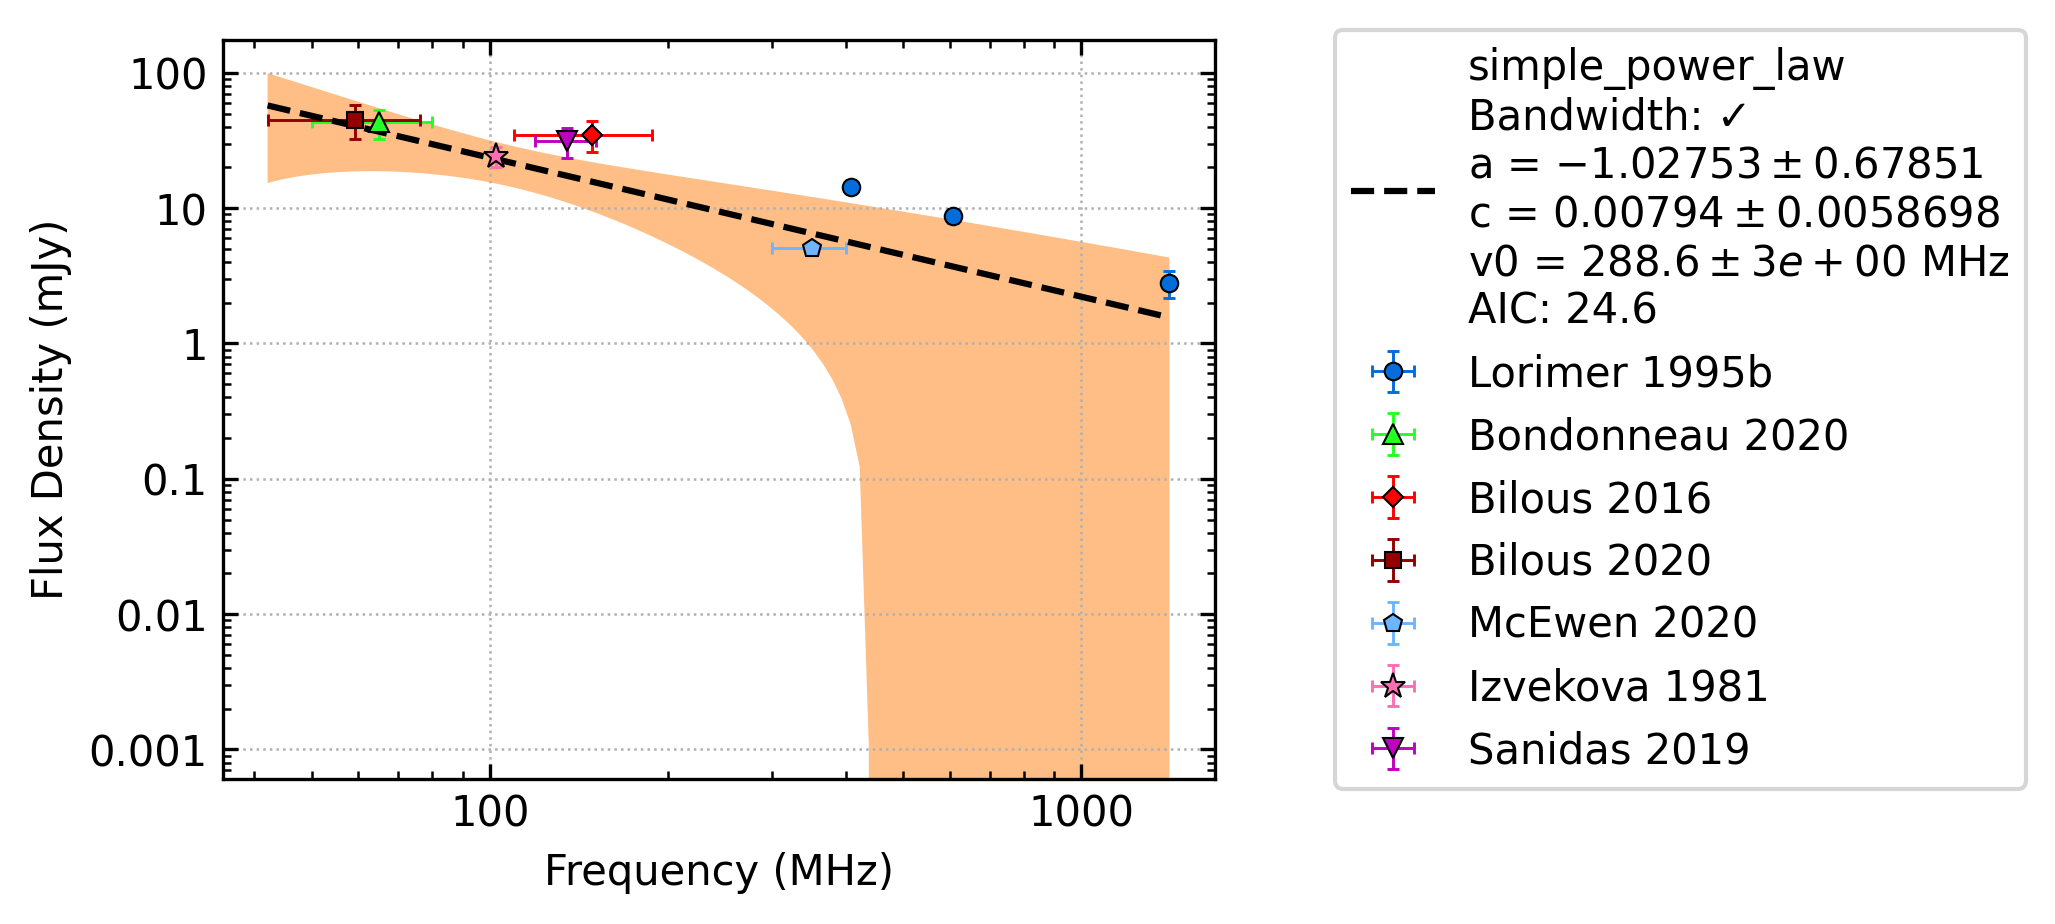 100
10
1
0.1
0.01
0.001
Flux Density (mJy)
100
1000
Frequency (MHz)
simple_power_law
Bandwidth: ✓
a = −1.02753 ± 0.67851
c = 0.00794 ± 0.0058698
v0 = 288.6 ± 3e + 00 MHz
AIC: 24.6
Lorimer 1995b
Bondonneau 2020
Bilous 2016
Bilous 2020
McEwen 2020
Izvekova 1981
Sanidas 2019